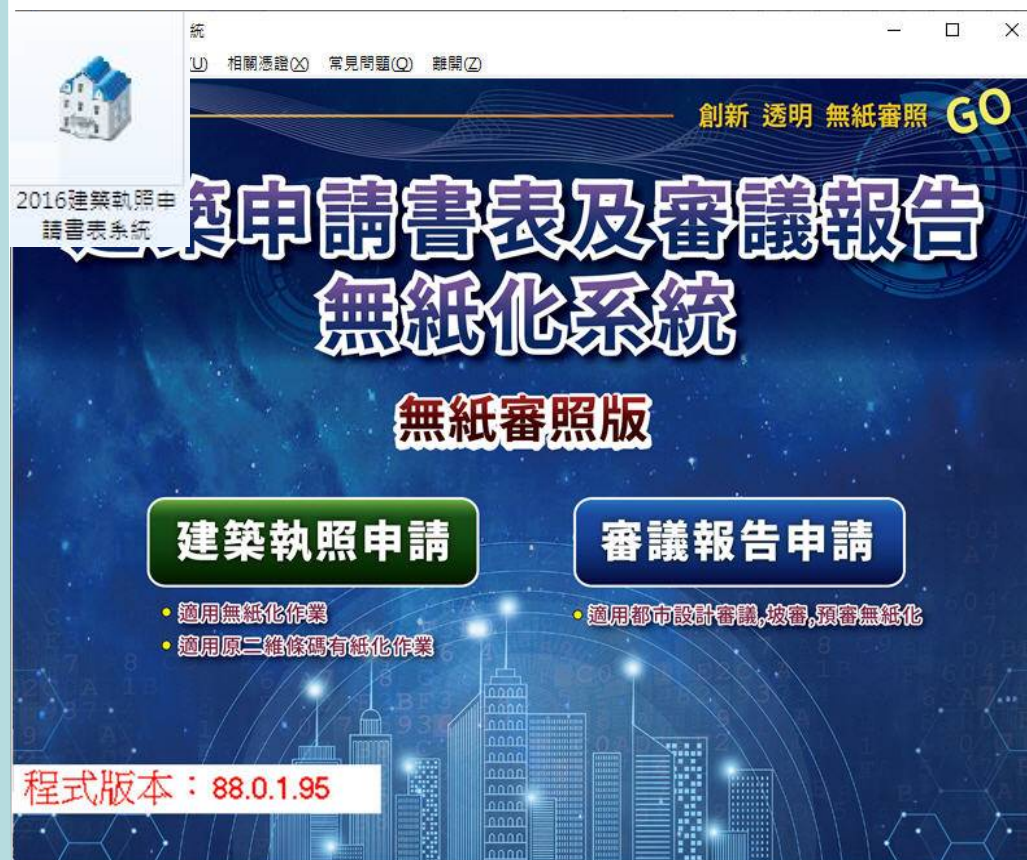 統
(U) 相關憑證(X) 常見問題(Q) 離開(Z)
2016建築執照申
請書表系統
創新 透明 無紙審照 GO
築申請書表及審議報告
無紙化系統
無紙審照版
建築執照申請
• 適用無紙化作業
• 適用原二維條碼有紙化作業
審議報告申請
• 適用都市設計審議,坡審,預審無紙化
程式版本：88.0.1.95